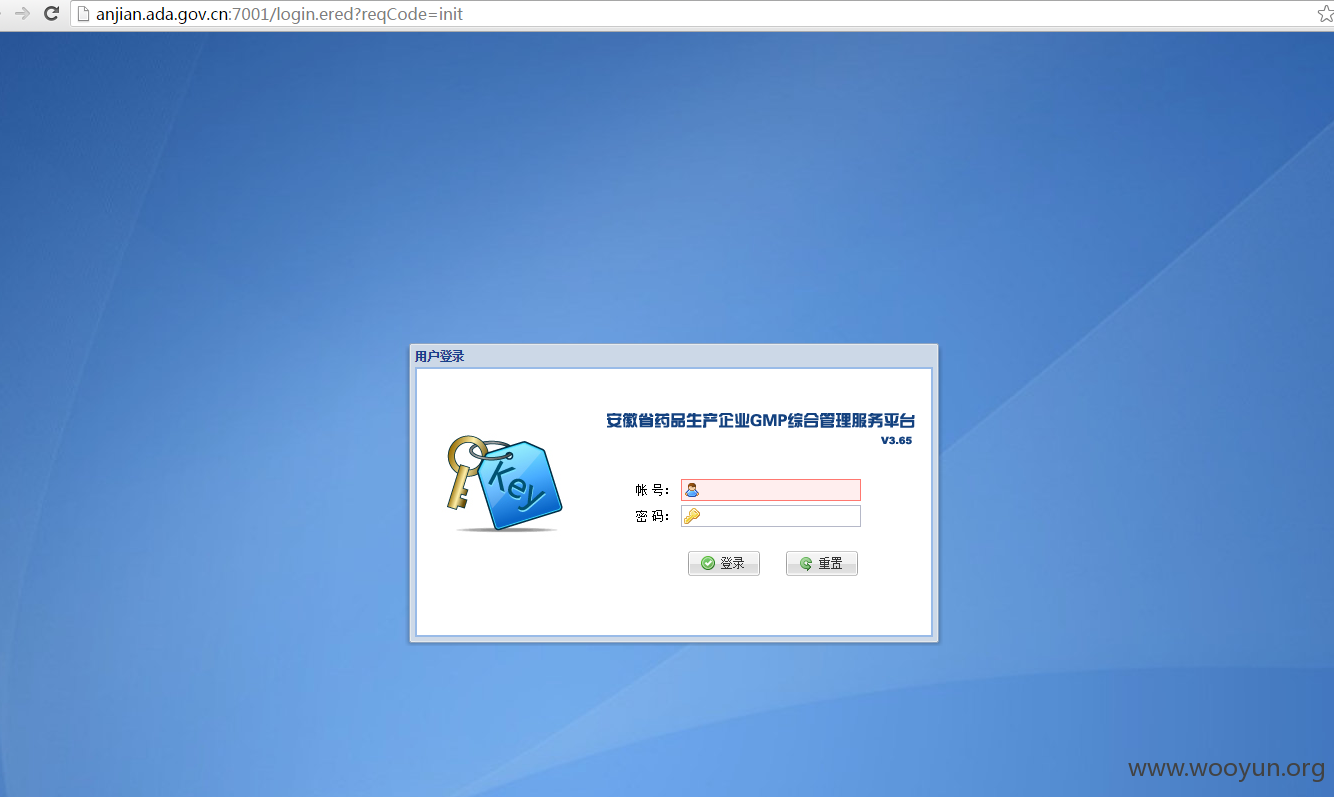 anjian.ada.gov.cn:7001/login.ered?reqCode=init
用户登录
安徽省药品生产企业GMP综合管理服务平台
V3.65
Key
帐 号：
密 码：
登录 重置
www.wooyun.org